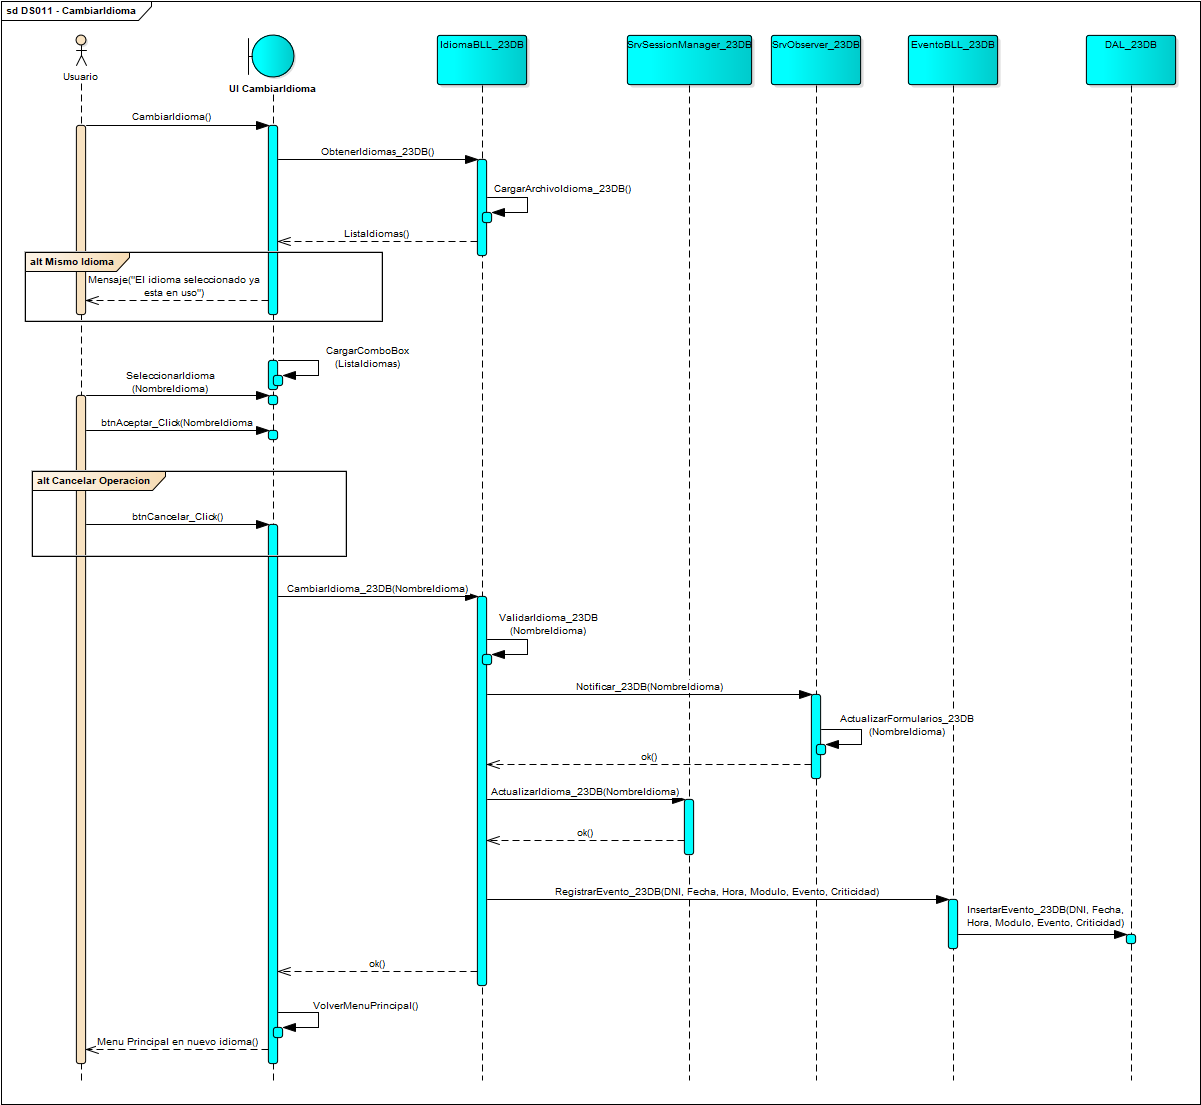 sd DS011 - CambiarIdioma
Usuario
UI CambiarIdioma
IdiomaBLL_23DB
SrvSessionManager_23DB
SrvObserver_23DB
EventoBLL_23DB
DAL_23DB
CambiarIdioma()
ObtenerIdiomas_23DB()
CargarArchivoIdioma_23DB()
ListaIdiomas()
alt Mismo Idioma
Mensaje("El idioma seleccionado ya
esta en uso")
CargarComboBox
(ListaIdiomas)
SeleccionarIdioma
(NombreIdioma)
btnAceptar_Click(NombreIdioma
alt Cancelar Operacion
btnCancelar_Click()
CambiarIdioma_23DB(NombreIdioma)
ValidarIdioma_23DB
(NombreIdioma)
Notificar_23DB(NombreIdioma)
ActualizarFormularios_23DB
(NombreIdioma)
ok()
ActualizarIdioma_23DB(NombreIdioma)
ok()
RegistrarEvento_23DB(DNI, Fecha, Hora, Modulo, Evento, Criticidad)
InsertarEvento_23DB(DNI, Fecha,
Hora, Modulo, Evento, Criticidad)
ok()
VolverMenuPrincipal()
Menu Principal en nuevo idioma()